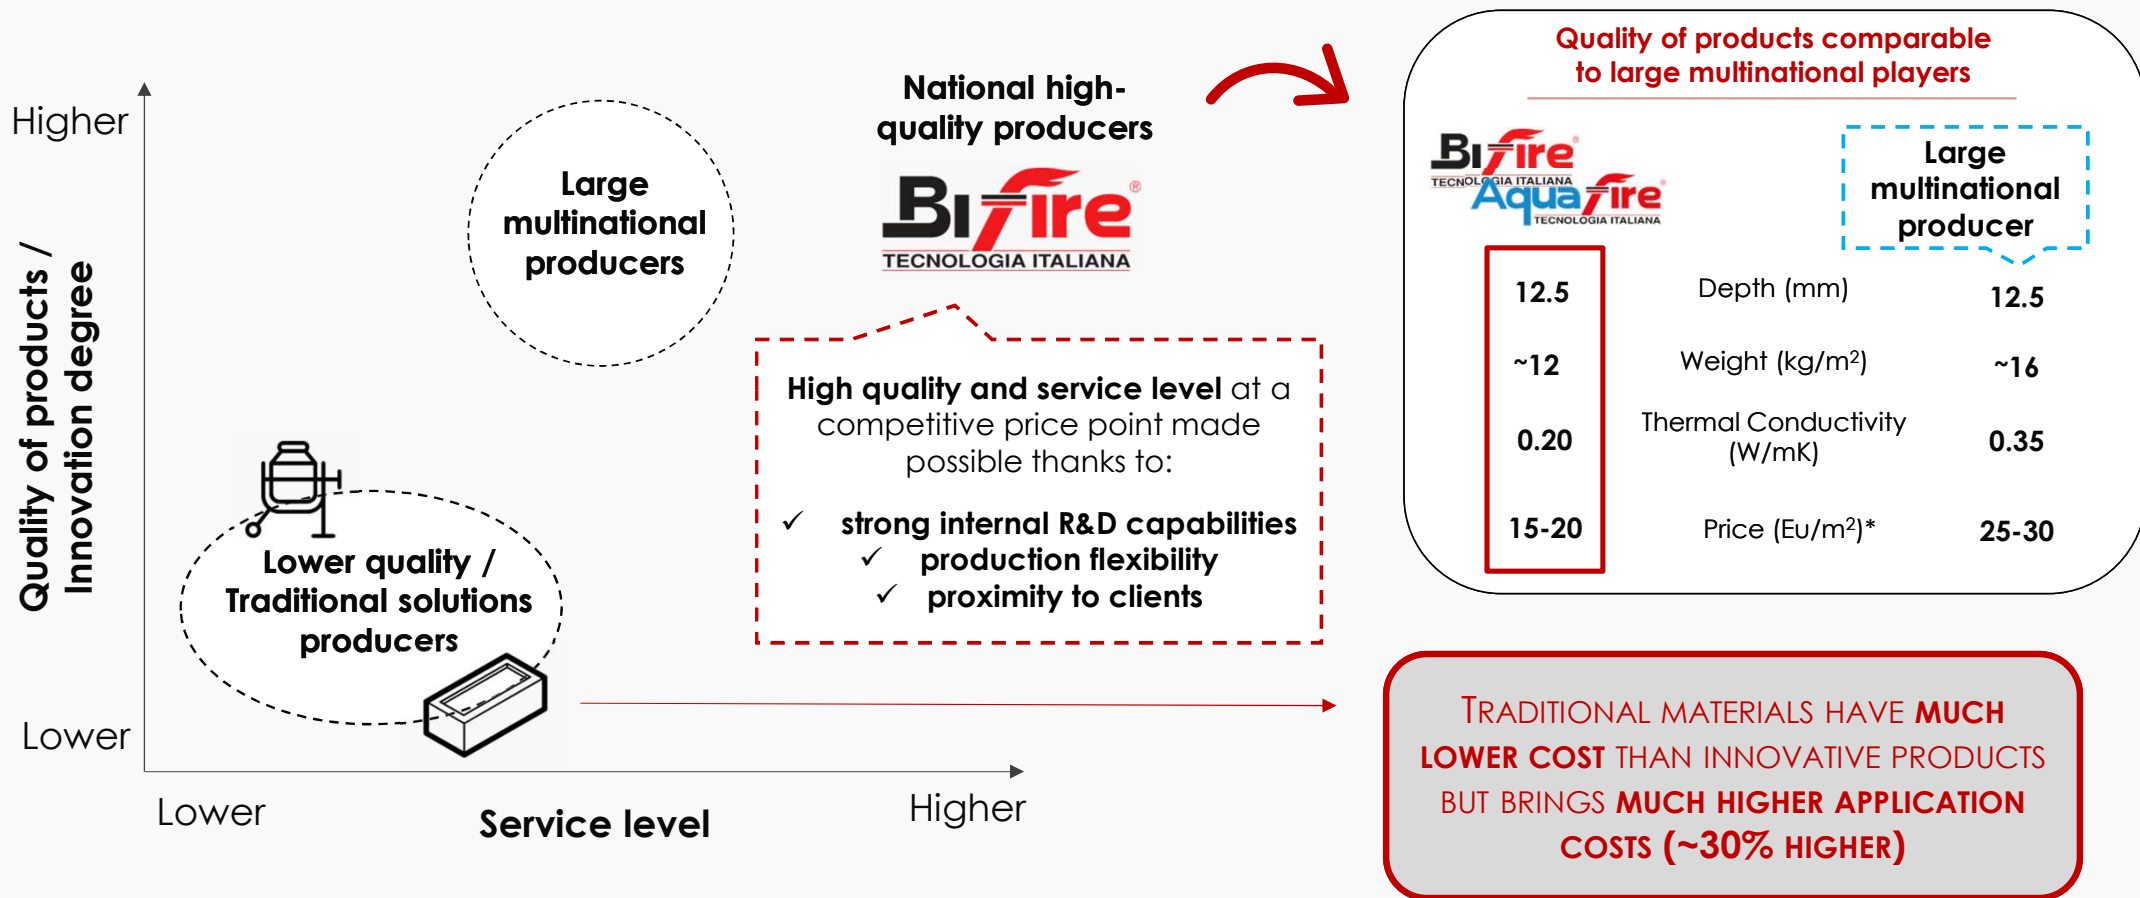 Higher
Quality of products /
Innovation degree
Lower
Lower
Service level
Higher
Large
multinational
producers
Lower quality /
Traditional solutions
producers
National high-
quality producers
BIFIre®
TECNOLOGIA ITALIANA
High quality and service level at a
competitive price point made
possible thanks to:
✓ strong internal R&D capabilities
✓ production flexibility
✓ proximity to clients
Quality of products comparable
to large multinational players
BIFIre®
TECNOLOGIA ITALIANA
AquaFire®
TECNOLOGIA ITALIANA
Large
multinational
producer
12.5 Depth (mm) 12.5
~12 Weight (kg/m²) ~16
0.20 Thermal Conductivity
(W/mK) 0.35
15-20 Price (Eu/m²)* 25-30
TRADITIONAL MATERIALS HAVE MUCH
LOWER COST THAN INNOVATIVE PRODUCTS
BUT BRINGS MUCH HIGHER APPLICATION
COSTS (~30% HIGHER)